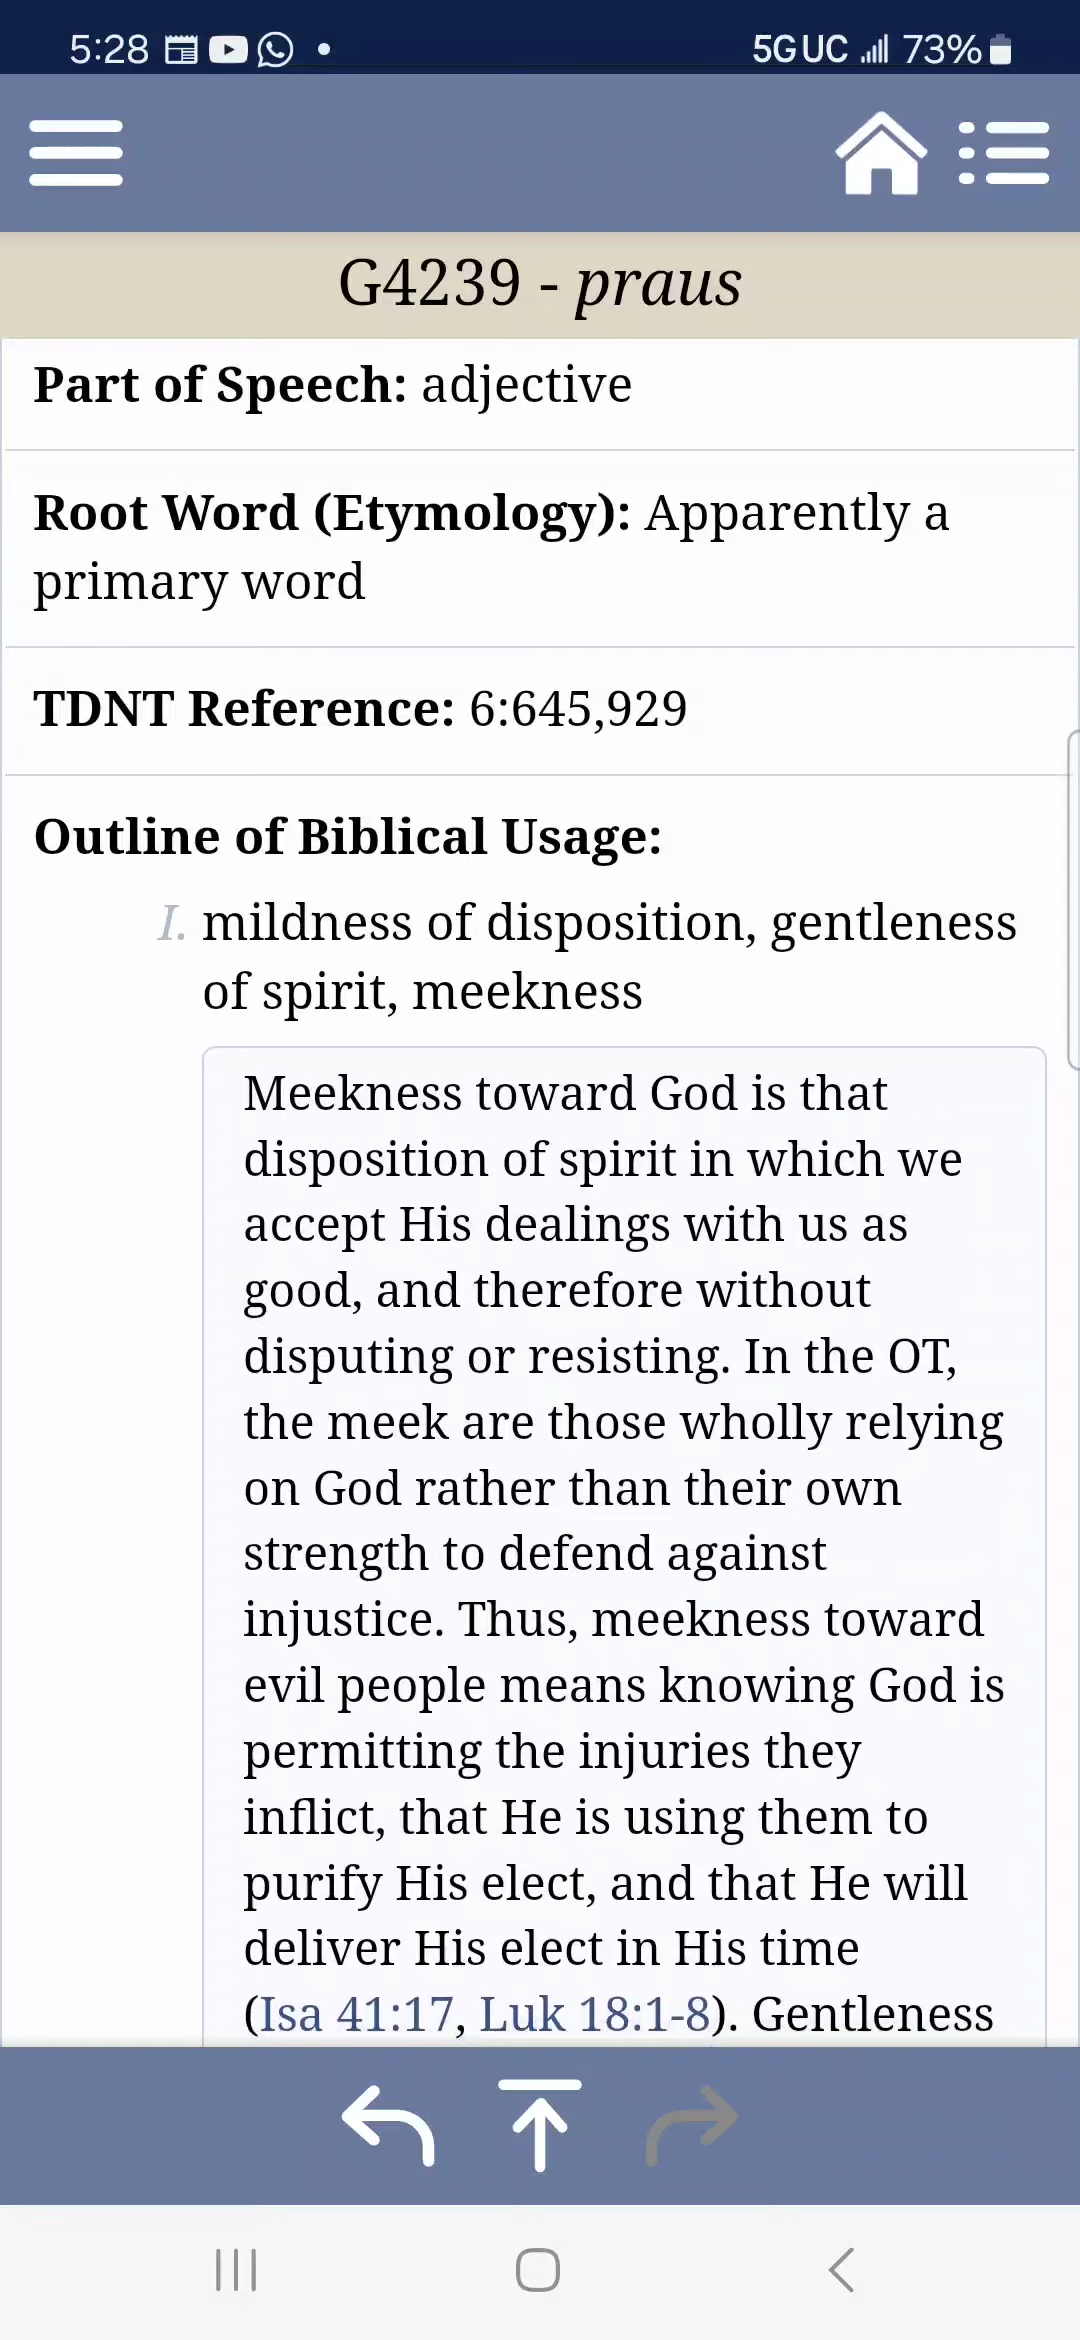 5:28
5G UC 73%
G4239 - praus
Part of Speech: adjective
Root Word (Etymology): Apparently a
primary word
TDNT Reference: 6:645,929
Outline of Biblical Usage:
I. mildness of disposition, gentleness
of spirit, meekness
Meekness toward God is that
disposition of spirit in which we
accept His dealings with us as
good, and therefore without
disputing or resisting. In the OT,
the meek are those wholly relying
on God rather than their own
strength to defend against
injustice. Thus, meekness toward
evil people means knowing God is
permitting the injuries they
inflict, that He is using them to
purify His elect, and that He will
deliver His elect in His time
(Isa 41:17, Luk 18:1-8). Gentleness